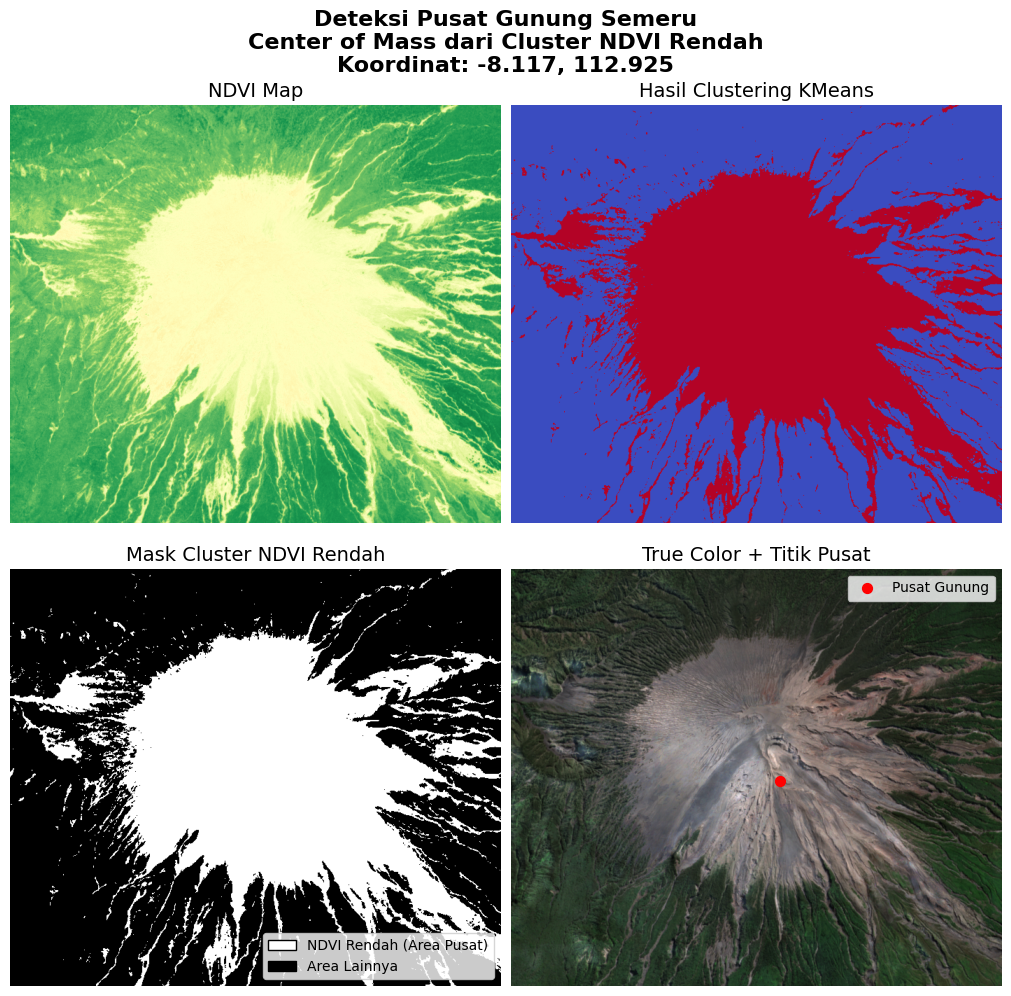 Deteksi Pusat Gunung Semeru
Center of Mass dari Cluster NDVI Rendah
Koordinat: -8.117, 112.925
NDVI Map
Hasil Clustering KMeans
Mask Cluster NDVI Rendah
NDVI Rendah (Area Pusat)
Area Lainnya
True Color + Titik Pusat
Pusat Gunung